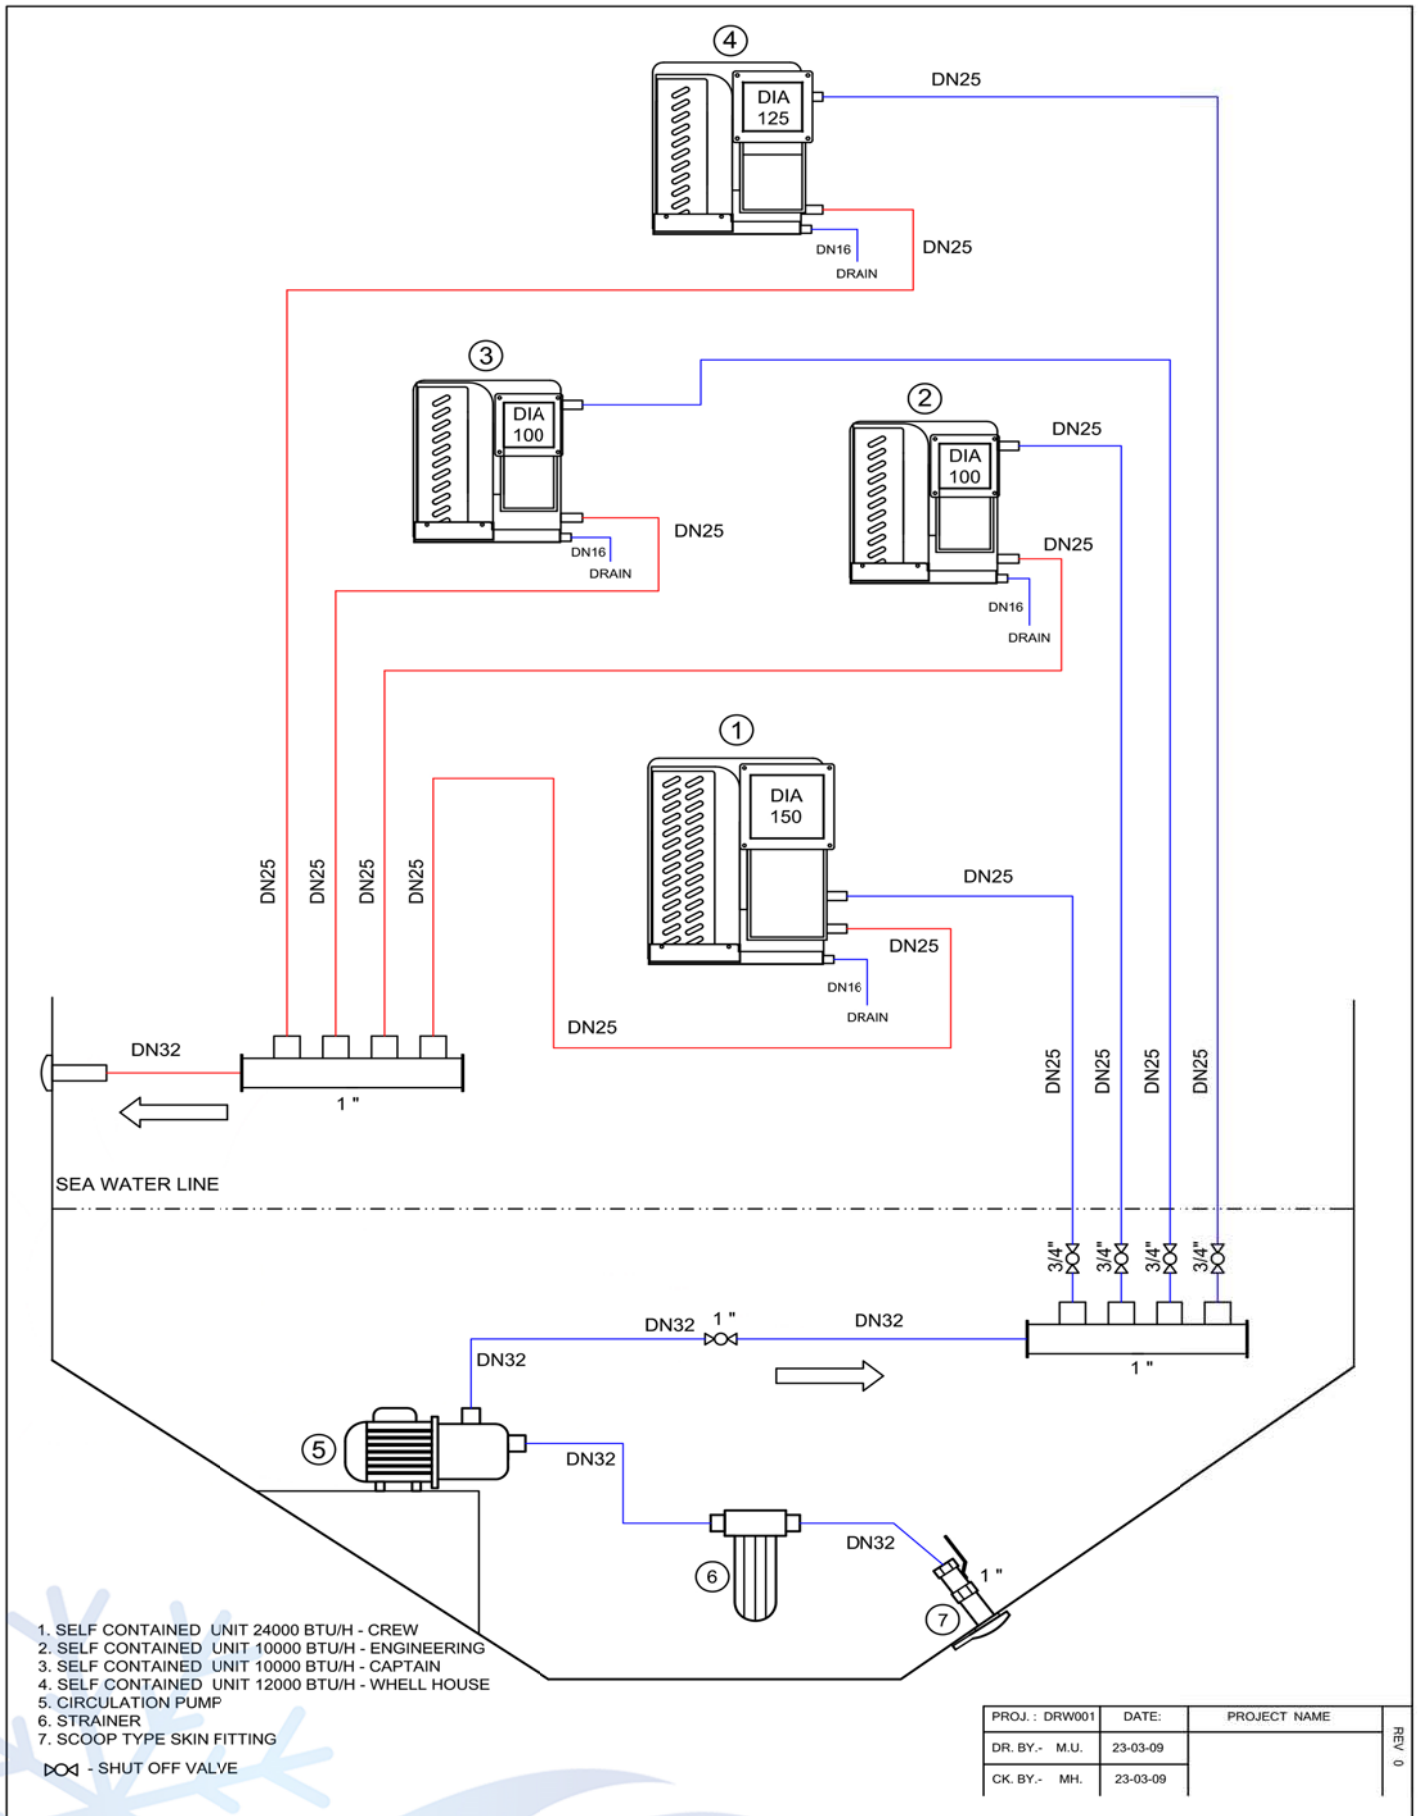 4
DIA
125
DN25
DN25
DN16
DRAIN
3
DIA
100
DN25
DN16
DRAIN
2
DIA
100
DN25
DN25
DN16
DRAIN
1
DIA
150
DN25
DN25
DN16
DRAIN
DN25
DN25
DN25
DN25
DN25
DN32
1 "
DN25
DN25
DN25
DN25
SEA WATER LINE
3/4"
3/4"
3/4"
3/4"
DN32
1 "
DN32
1 "
DN32
5
DN32
DN32
6
1 "
7
1. SELF CONTAINED UNIT 24000 BTU/H - CREW
2. SELF CONTAINED UNIT 10000 BTU/H - ENGINEERING
3. SELF CONTAINED UNIT 10000 BTU/H - CAPTAIN
4. SELF CONTAINED UNIT 12000 BTU/H - WHELL HOUSE
5. CIRCULATION PUMP
6. STRAINER
7. SCOOP TYPE SKIN FITTING
- SHUT OFF VALVE
PROJ. : DRW001 DATE: PROJECT NAME
DR. BY.- M.U. 23-03-09
CK. BY.- MH. 23-03-09
REV 0